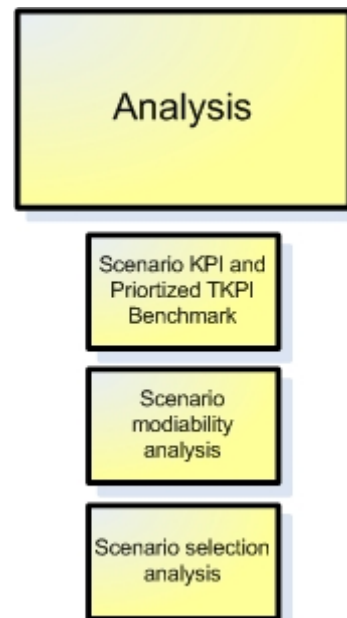 Analysis
Scenario KPI and
Priortized TKPI
Benchmark
Scenario
modiability
analysis
Scenario selection
analysis